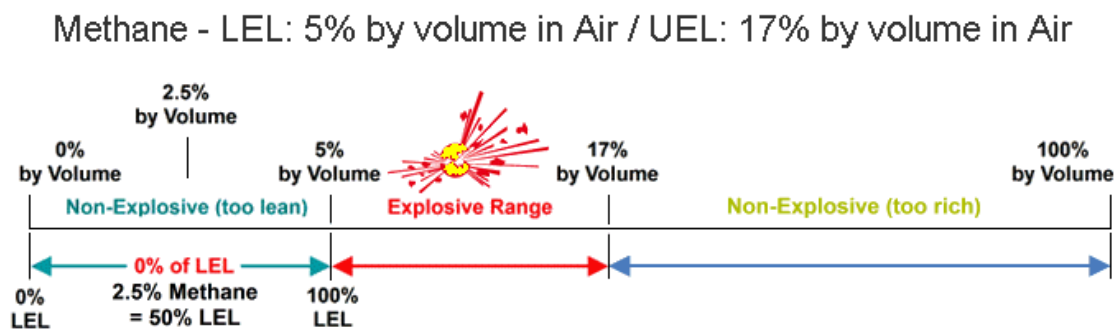 Methane - LEL: 5% by volume in Air / UEL: 17% by volume in Air
2.5%
by Volume
0%
by Volume
5%
by Volume
17%
by Volume
100%
by Volume
Non-Explosive (too lean)
Explosive Range
Non-Explosive (too rich)
0% of LEL
0%
LEL
2.5% Methane
= 50% LEL
100%
LEL